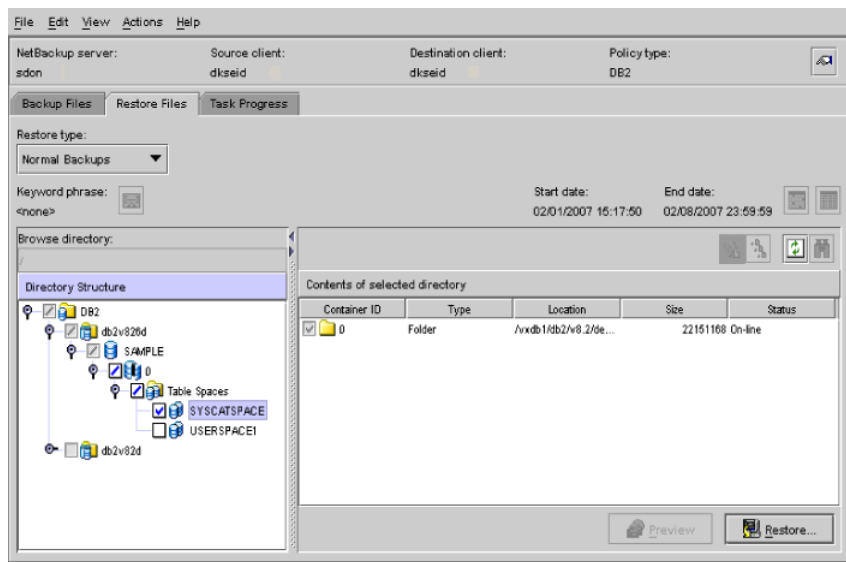 File Edit View Actions Help
NetBackup server: Source client: Destination client: Policy type:
sdon dkseid dkseid DB2
Backup Files Restore Files Task Progress
Restore type:
Normal Backups
Keyword phrase: Start date: End date:
<none> 02/01/2007 15:17:50 02/08/2007 23:59:59
Browse directory:
/
Directory Structure Contents of selected directory
Container ID Type Location Size Status
0 Folder /vxdb1/db2/v8.2/de... 22151168 On-line
DB2
db2v826d
SAMPLE
0
Table Spaces
SYSCATSPACE
USERSPACE1
db2v82d
Preview Restore...